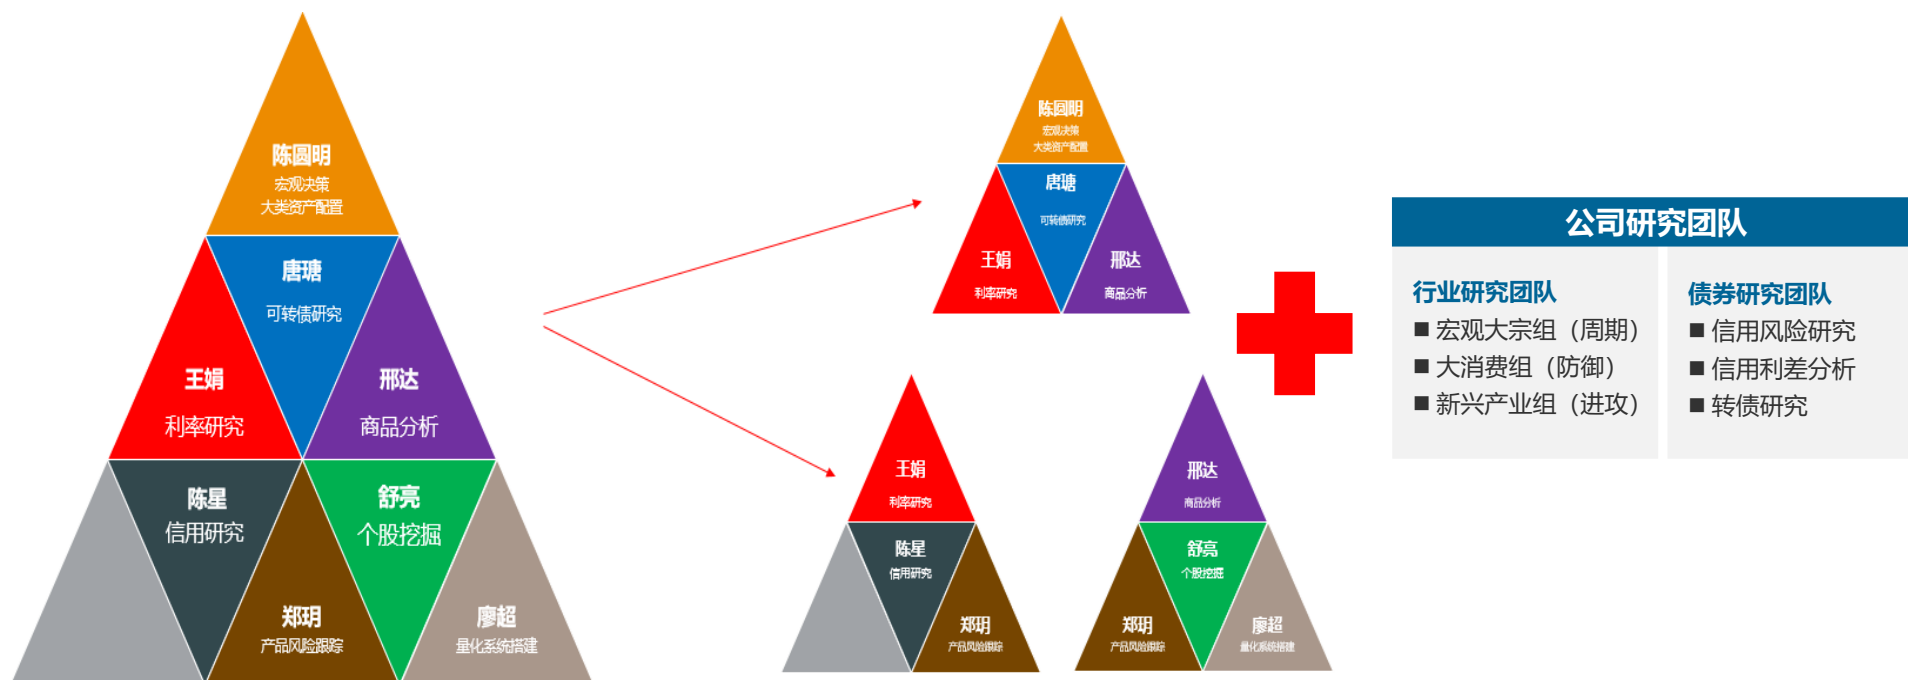 陈圆明
宏观决策
大类资产配置
唐瑭
可转债研究
王娟
利率研究
邢达
商品分析
陈星
信用研究
舒亮
个股挖掘
郑玥
产品风险跟踪
廖超
量化系统搭建
陈圆明
宏观决策
大类资产配置
唐瑭
可转债研究
王娟
利率研究
邢达
商品分析
王娟
利率研究
陈星
信用研究
郑玥
产品风险跟踪
邢达
商品分析
舒亮
个股挖掘
郑玥
产品风险跟踪
廖超
量化系统搭建
公司研究团队
行业研究团队
■ 宏观大宗组（周期）
■ 大消费组（防御）
■ 新兴产业组（进攻）
债券研究团队
■ 信用风险研究
■ 信用利差分析
■ 转债研究